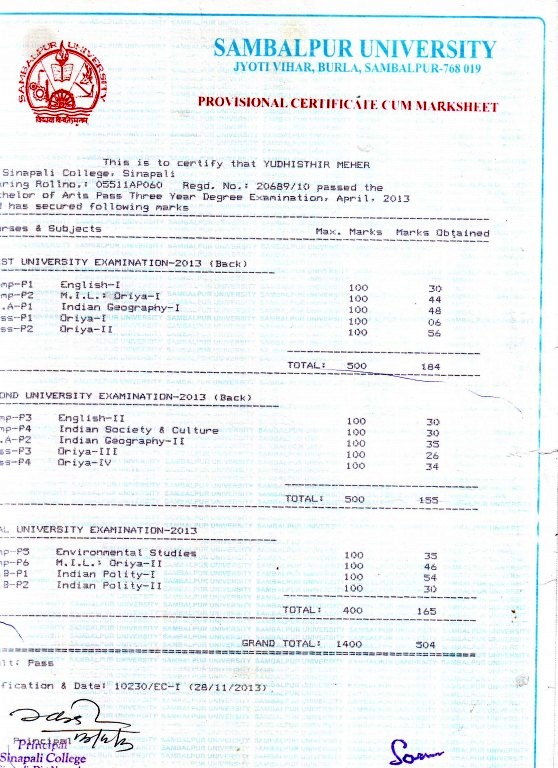 SAMBALPUR UNIVERSITY
SAMBALPUR UNIVERSITY
JYOTI VIHAR, BURLA, SAMBALPUR-768 019
PROVISIONAL CERTIFICATE CUM MARKSHEET
This is to certify that YUDHISTHIR MEHER
Sinapali College, Sinapali
ring Rollno.: 05511AP060 Regd. No.: 20689/10 passed the
helor of Arts Pass Three Year Degree Examination, April, 2013
has secured following marks
rses & Subjects Max. Marks Marks Obtained
ST UNIVERSITY EXAMINATION-2013 (Back)
mp-P1 English-I 100 30
mp-P2 M.I.L.: Oriya-I 100 44
.A-P1 Indian Geography-I 100 48
ss-P1 Oriya-I 100 06
ss-P2 Oriya-II 100 56
TOTAL: 500 184
OND UNIVERSITY EXAMINATION-2013 (Back)
mp-P3 English-II 100 30
mp-P4 Indian Society & Culture 100 30
.A-P2 Indian Geography-II 100 35
ss-P3 Oriya-III 100 26
ss-P4 Oriya-IV 100 34
TOTAL: 500 155
AL UNIVERSITY EXAMINATION-2013
mp-P5 Environmental Studies 100 35
mp-P6 M.I.L.: Oriya-II 100 46
B-P1 Indian Polity-I 100 54
B-P2 Indian Polity-II 100 30
TOTAL: 400 165
GRAND TOTAL: 1400 504
lt: Pass
fication & Date: 10230/EC-I (28/11/2013)
Principal
Principal
Sinapali College